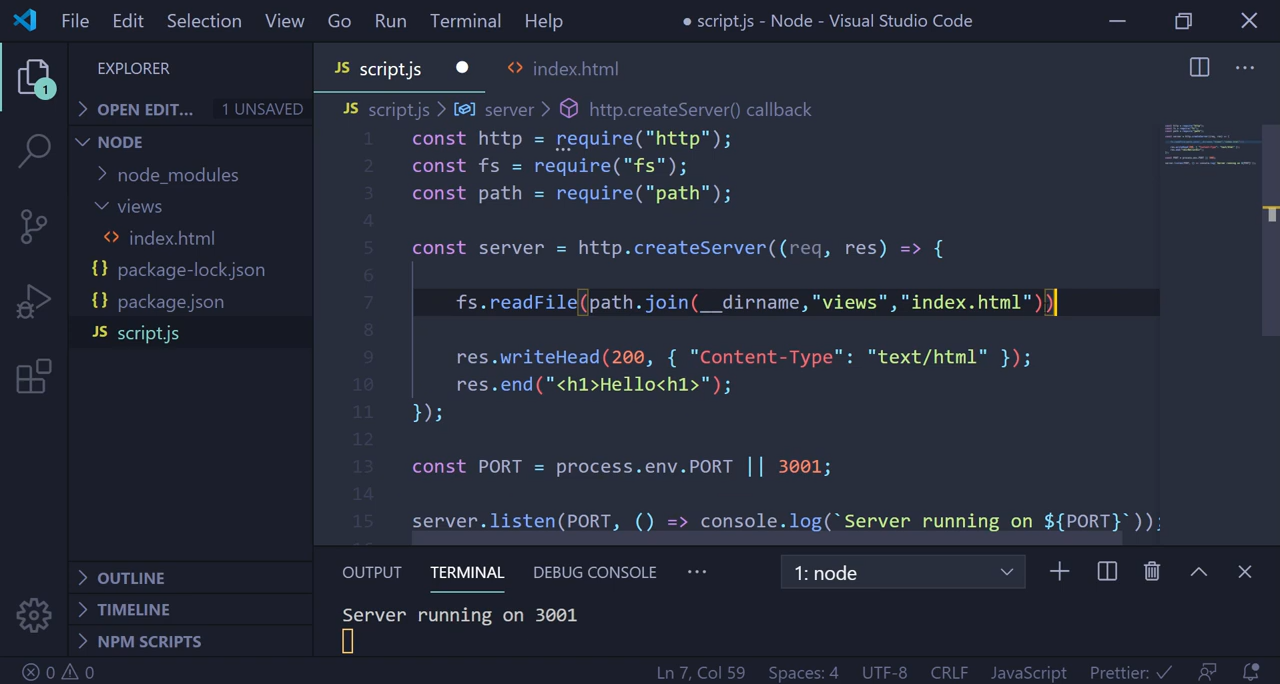 File Edit Selection View Go Run Terminal Help ● script.js - Node - Visual Studio Code
EXPLORER
OPEN EDIT... 1 UNSAVED
NODE
node_modules
views
index.html
package-lock.json
package.json
script.js
OUTLINE
TIMELINE
NPM SCRIPTS
1
JS script.js ● <> index.html
JS script.js > server > http.createServer() callback
1 const http = require("http");
2 const fs = require("fs");
3 const path = require("path");
4
5 const server = http.createServer((req, res) => {
6
7 fs.readFile(path.join(__dirname,"views","index.html"))
8
9 res.writeHead(200, { "Content-Type": "text/html" });
10 res.end("<h1>Hello<h1>");
11 });
12
13 const PORT = process.env.PORT || 3001;
14
15 server.listen(PORT, () => console.log(`Server running on ${PORT}`));
OUTPUT TERMINAL DEBUG CONSOLE ... 1: node
Server running on 3001
0 0 Ln 7, Col 59 Spaces: 4 UTF-8 CRLF JavaScript Prettier: ✓